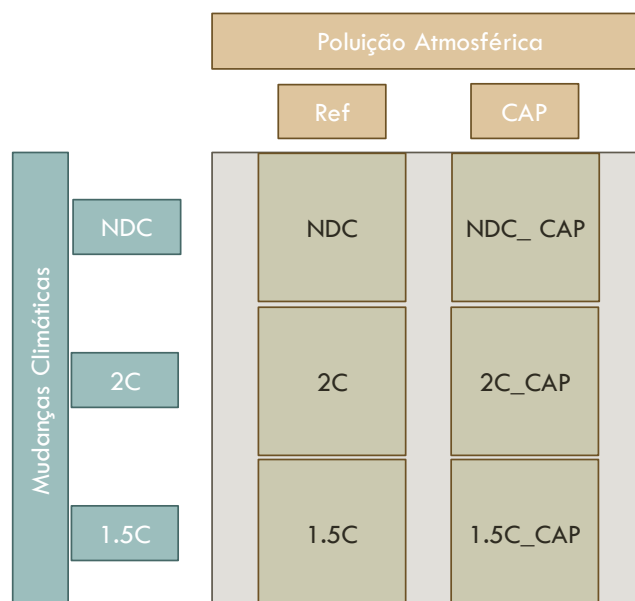 Poluição Atmosférica
Ref
CAP
Mudanças Climáticas
NDC
NDC
NDC_ CAP
2C
2C
2C_CAP
1.5C
1.5C
1.5C_CAP